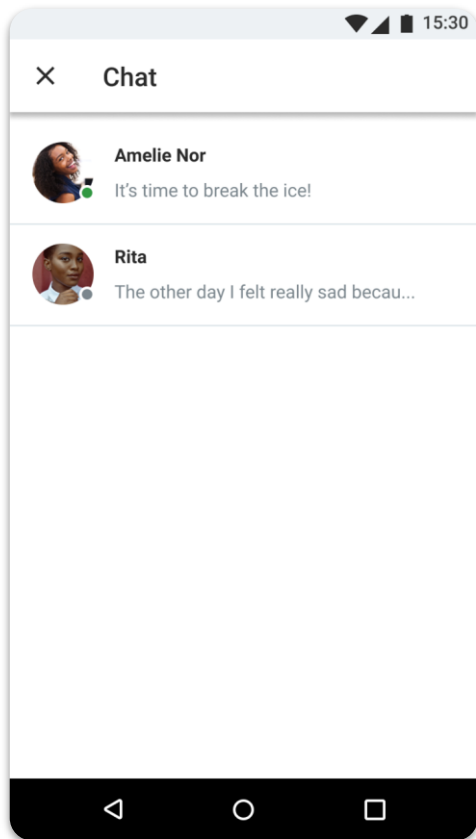 15:30
Chat
Amelie Nor
It's time to break the ice!
Rita
The other day I felt really sad becau...